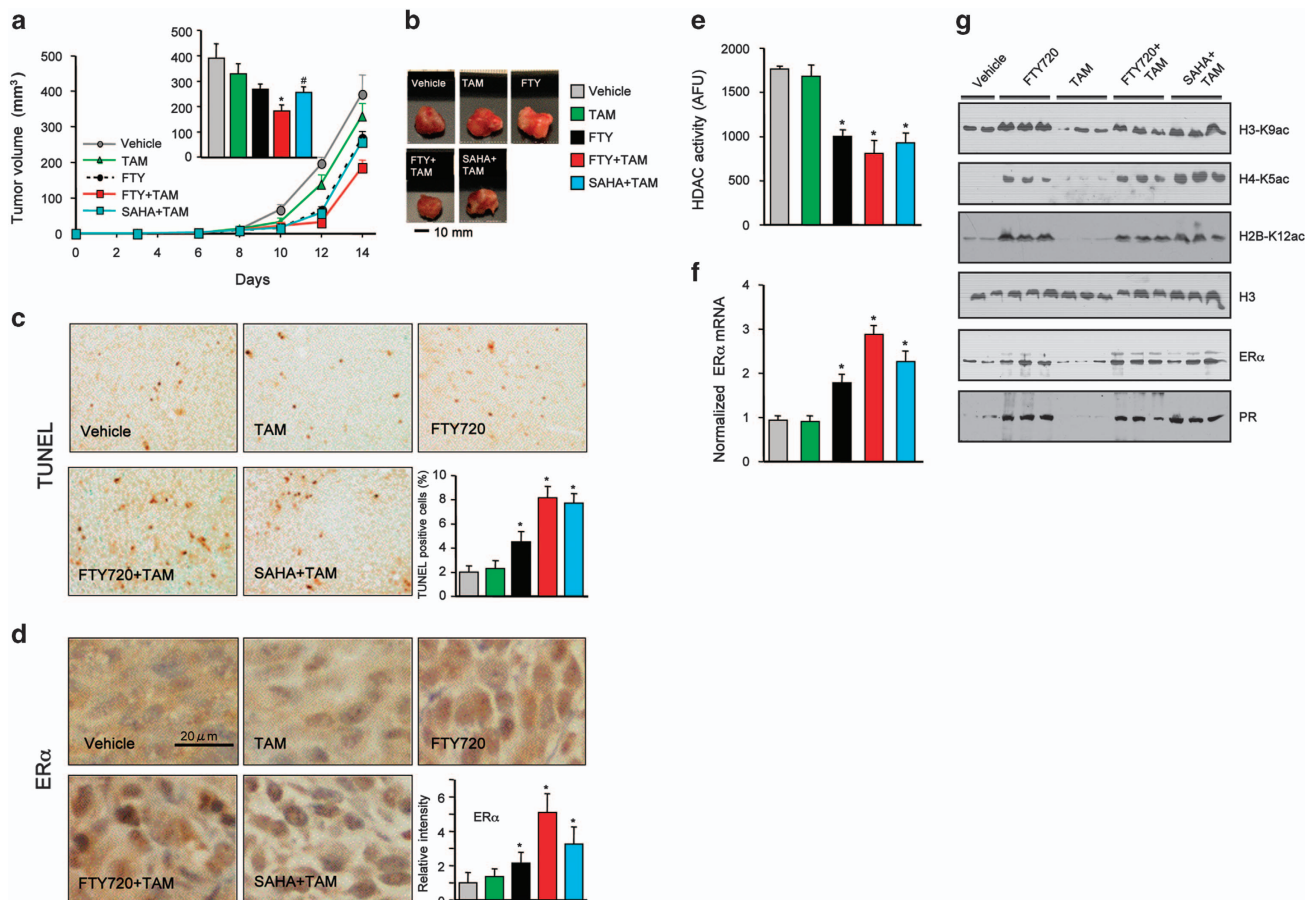 a
Tumor volume (mm³)
500
400
300
200
100
0
0 2 4 6 8 10 12 14
Days
Vehicle
TAM
FTY
FTY+TAM
SAHA+TAM
500
400
300
200
100
0
*
#
b
Vehicle
TAM
FTY
FTY+
TAM
SAHA+
TAM
10 mm
Vehicle
TAM
FTY
FTY+TAM
SAHA+TAM
c
TUNEL
Vehicle
TAM
FTY720
FTY720+TAM
SAHA+TAM
TUNEL positive cells (%)
10
8
6
4
2
0
*
*
*
d
ERα
Vehicle
20 μm
TAM
FTY720
FTY720+TAM
SAHA+TAM
Relative intensity
ERα
6
4
2
0
*
*
*
e
HDAC activity (AFU)
2000
1500
1000
500
0
*
*
*
f
Normalized ERα mRNA
4
3
2
1
0
*
*
*
g
Vehicle
FTY720
TAM
FTY720+
TAM
SAHA+
TAM
H3-K9ac
H4-K5ac
H2B-K12ac
H3
ERα
PR